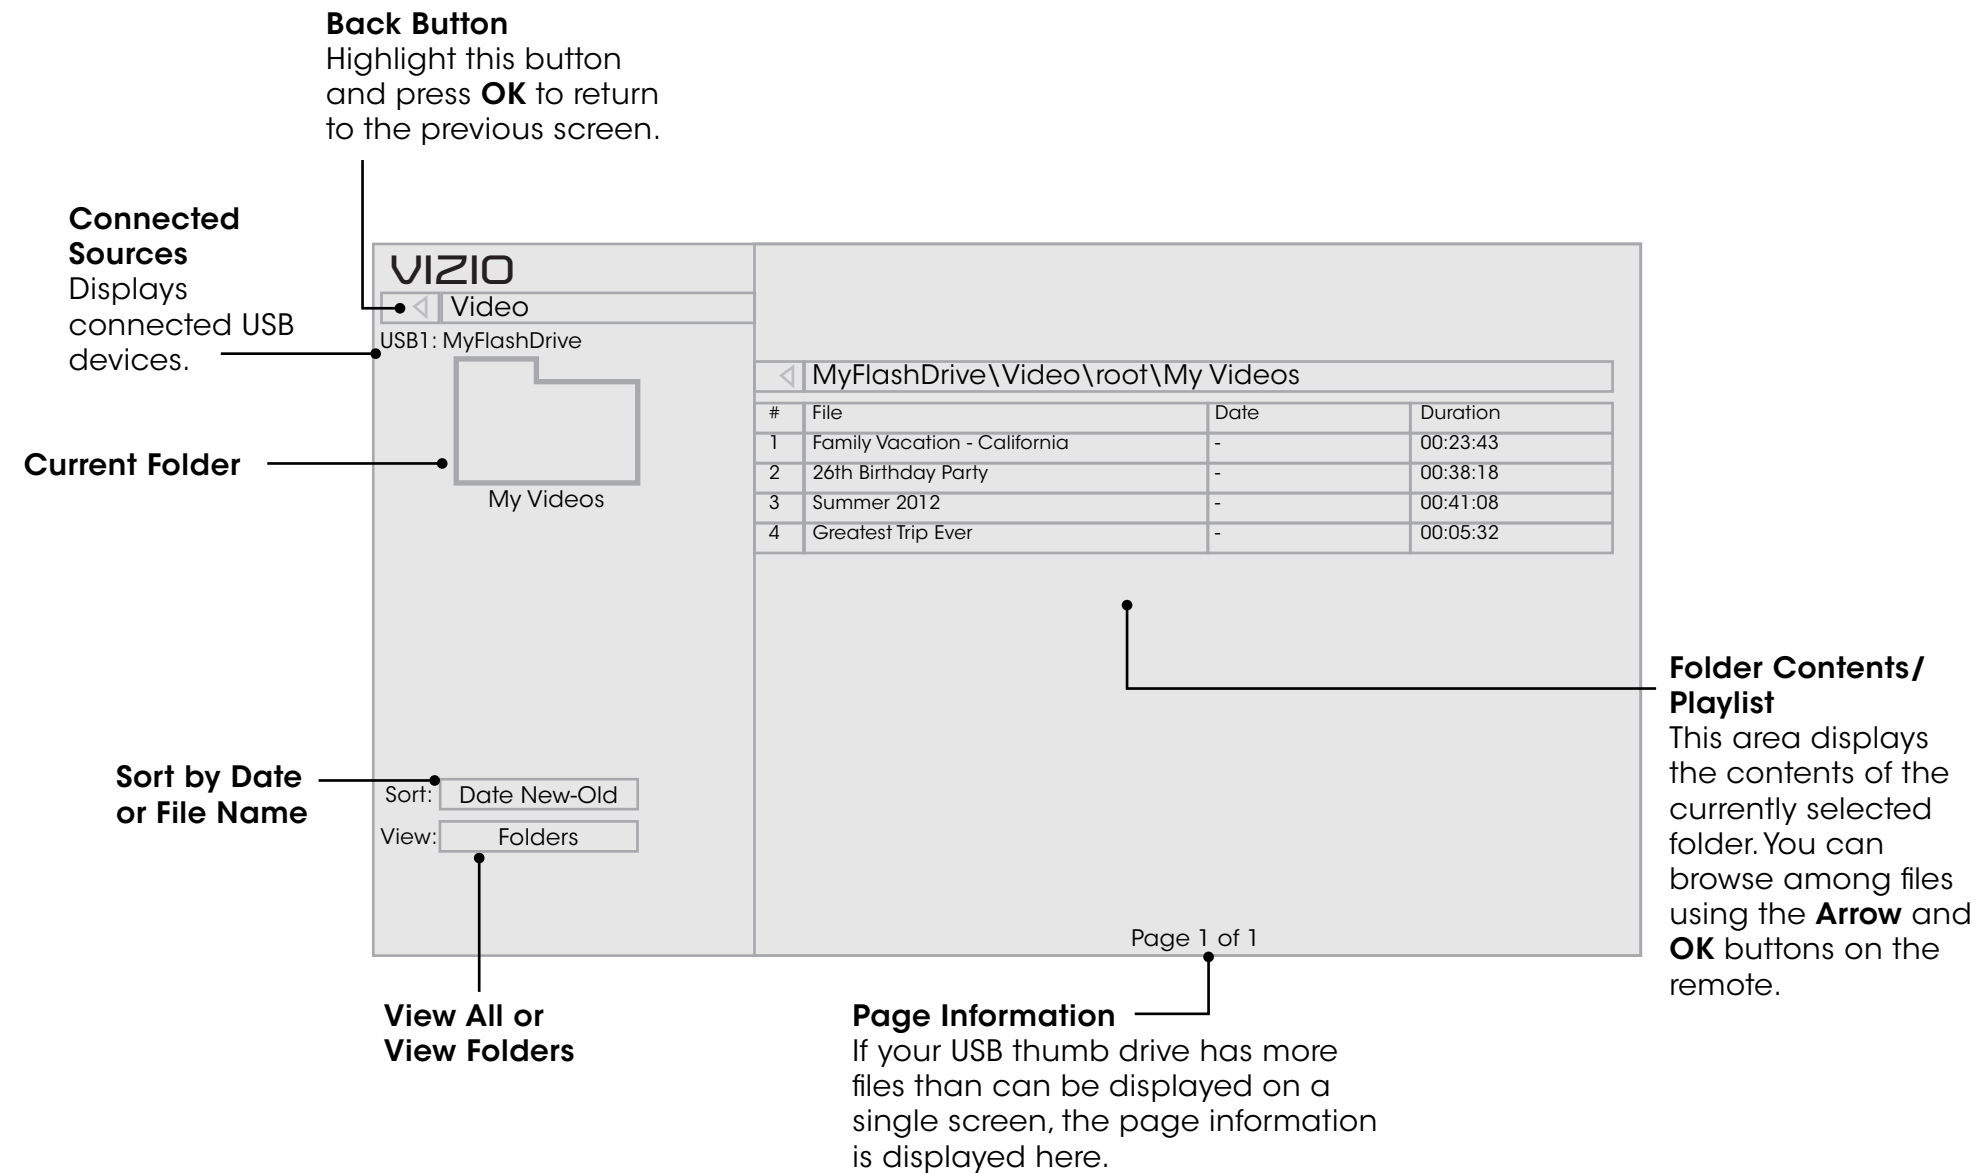 Back Button
Highlight this button
and press OK to return
to the previous screen.
Connected
Sources
Displays
connected USB
devices.
Current Folder
Sort by Date
or File Name
VIZIO
Video
USB1: MyFlashDrive
My Videos
Sort: Date New-Old
View: Folders
MyFlashDrive\Video\root\My Videos
# File Date Duration
1 Family Vacation - California - 00:23:43
2 26th Birthday Party - 00:38:18
3 Summer 2012 - 00:41:08
4 Greatest Trip Ever - 00:05:32
Page 1 of 1
Folder Contents/
Playlist
This area displays
the contents of the
currently selected
folder. You can
browse among files
using the Arrow and
OK buttons on the
remote.
View All or
View Folders
Page Information
If your USB thumb drive has more
files than can be displayed on a
single screen, the page information
is displayed here.